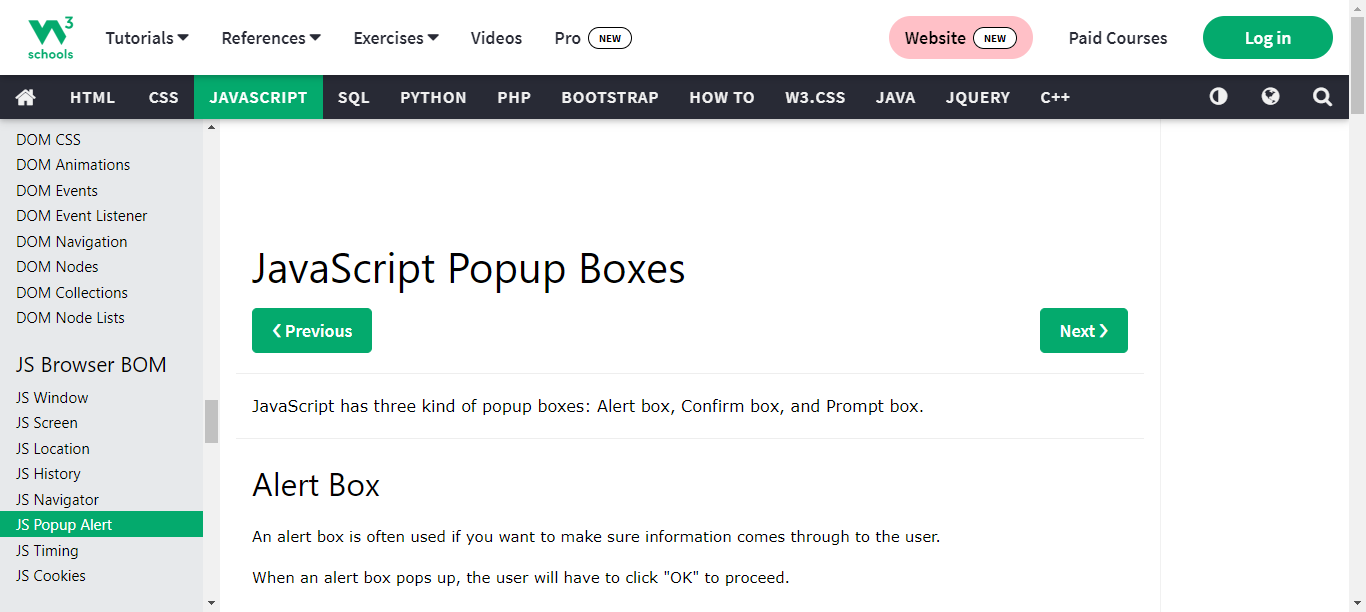 W3 schools
Tutorials References Exercises Videos Pro NEW Website NEW Paid Courses Log in
HTML CSS JAVASCRIPT SQL PYTHON PHP BOOTSTRAP HOW TO W3.CSS JAVA JQUERY C++
DOM CSS
DOM Animations
DOM Events
DOM Event Listener
DOM Navigation
DOM Nodes
DOM Collections
DOM Node Lists
JS Browser BOM
JS Window
JS Screen
JS Location
JS History
JS Navigator
JS Popup Alert
JS Timing
JS Cookies
JavaScript Popup Boxes
❮ Previous Next ❯
JavaScript has three kind of popup boxes: Alert box, Confirm box, and Prompt box.
Alert Box
An alert box is often used if you want to make sure information comes through to the user.
When an alert box pops up, the user will have to click "OK" to proceed.